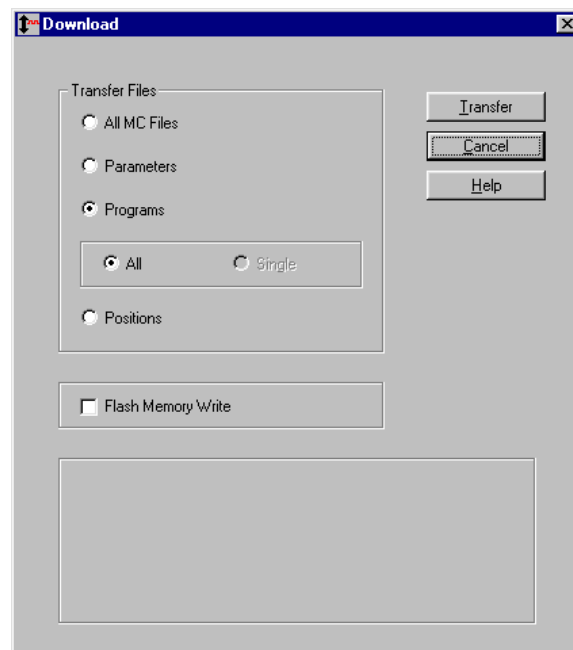 Download
Transfer Files
All MC Files
Parameters
Programs
All Single
Positions
Flash Memory Write
Transfer
Cancel
Help